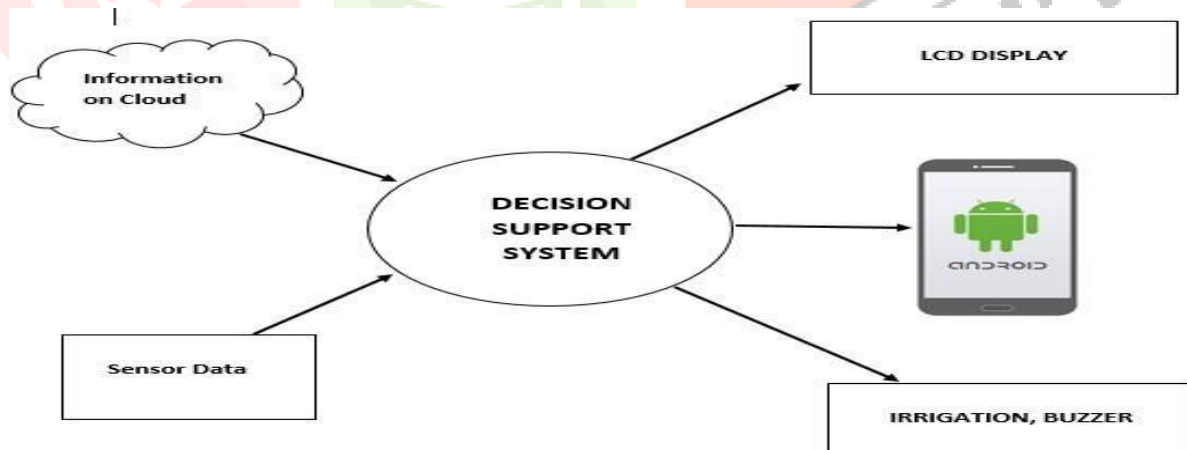 Information
on Cloud
LCD DISPLAY
DECISION
SUPPORT
SYSTEM
ANDROID
Sensor Data
IRRIGATION, BUZZER